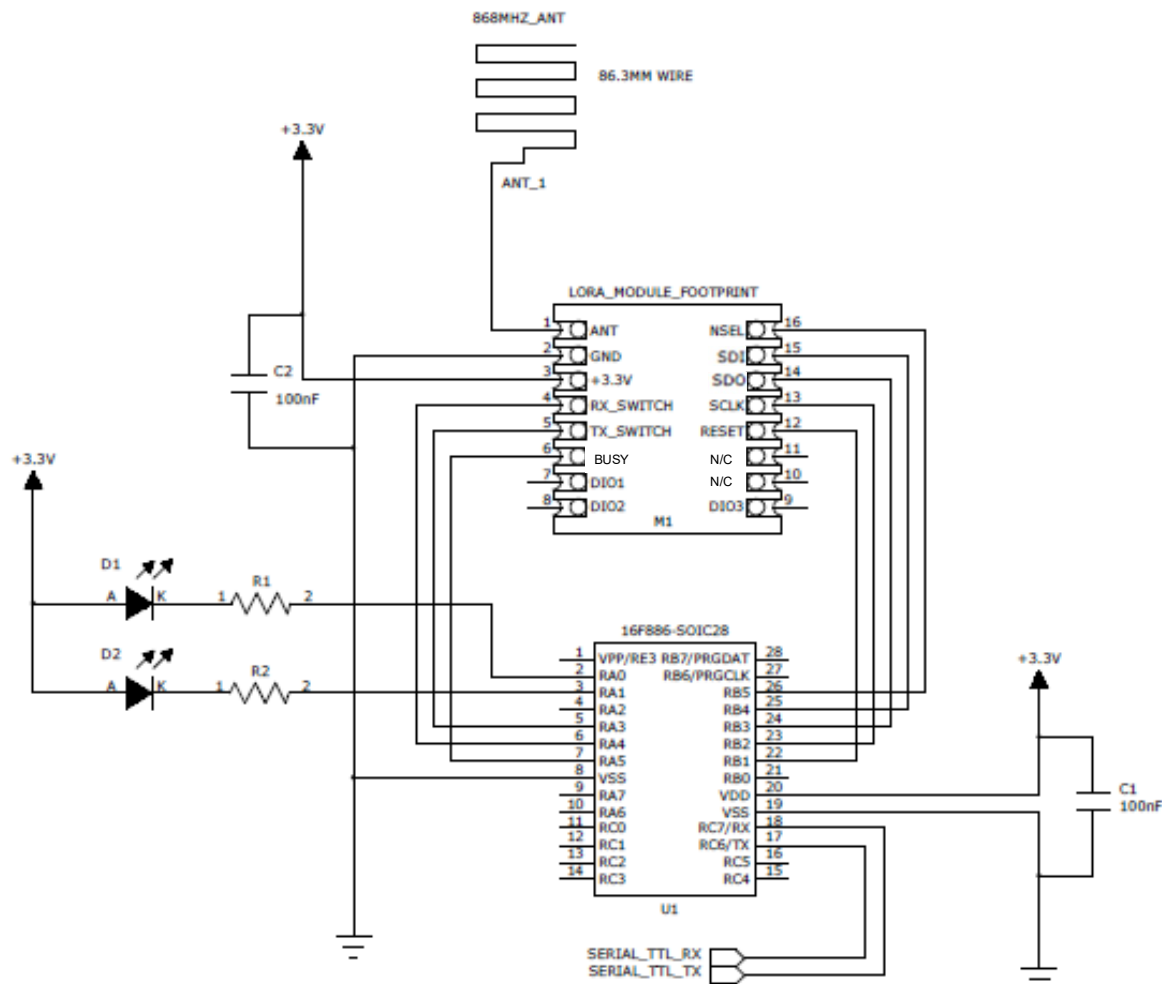 868MHZ_ANT
86.3MM WIRE
+3.3V
ANT_1
LORA_MODULE_FOOTPRINT
1 ANT NSEL 16
2 GND SDI 15
3 +3.3V SDO 14
4 RX_SWITCH SCLK 13
5 TX_SWITCH RESET 12
6 BUSY N/C 11
7 DIO1 N/C 10
8 DIO2 DIO3 9
M1
C2
100nF
+3.3V
D1
A K 1 R1 2
D2
A K 1 R2 2
16F886-SOIC28
1 VPP/RE3 RB7/PRGDAT 28
2 RA0 RB6/PRGCLK 27
3 RA1 RB5 26
4 RA2 RB4 25
5 RA3 RB3 24
6 RA4 RB2 23
7 RA5 RB1 22
8 VSS RB0 21
9 RA7 VDD 20
10 RA6 VSS 19
11 RC0 RC7/RX 18
12 RC1 RC6/TX 17
13 RC2 RC5 16
14 RC3 RC4 15
U1
+3.3V
C1
100nF
SERIAL_TTL_RX
SERIAL_TTL_TX